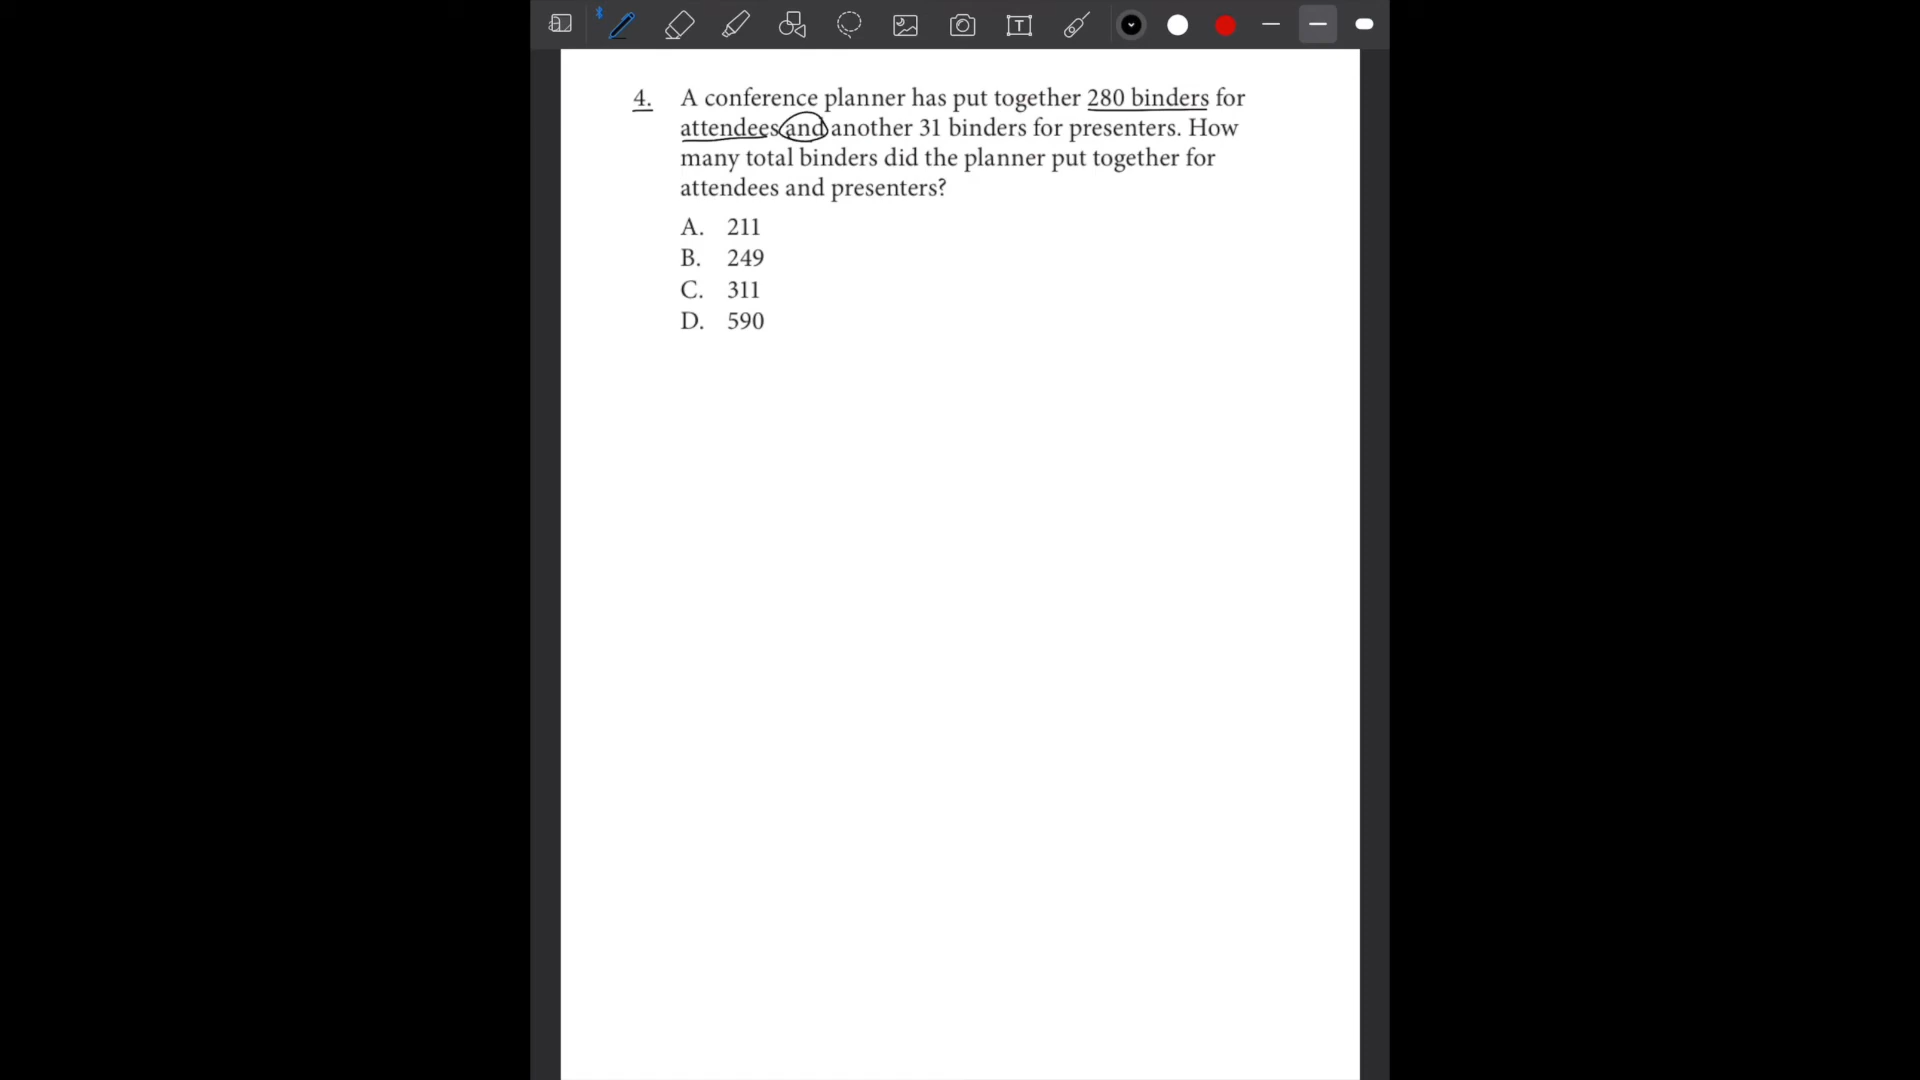 T
4. A conference planner has put together 280 binders for
attendees and another 31 binders for presenters. How
many total binders did the planner put together for
attendees and presenters?
A. 211
B. 249
C. 311
D. 590